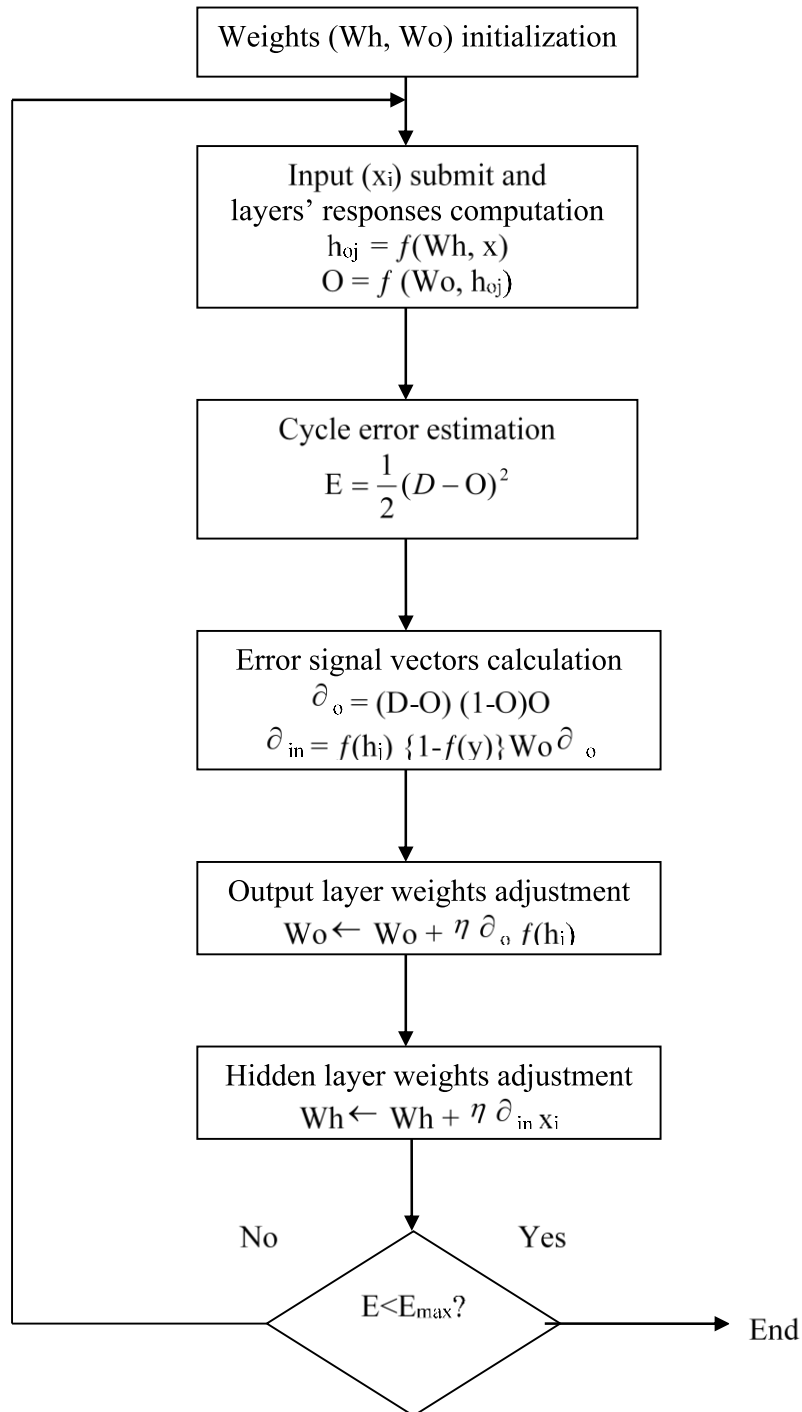 Weights (Wh, Wo) initialization
Input (xi) submit and
layers’ responses computation
hoj = f(Wh, x)
O = f (Wo, hoj)
Cycle error estimation
E = 1/2 (D – O)²
Error signal vectors calculation
∂ o = (D-O) (1-O)O
∂ in = f(hj) {1-f(y)}Wo∂ o
Output layer weights adjustment
Wo← Wo + η ∂ o f(hj)
Hidden layer weights adjustment
Wh← Wh + η ∂ in xi
No
Yes
E<Emax?
End